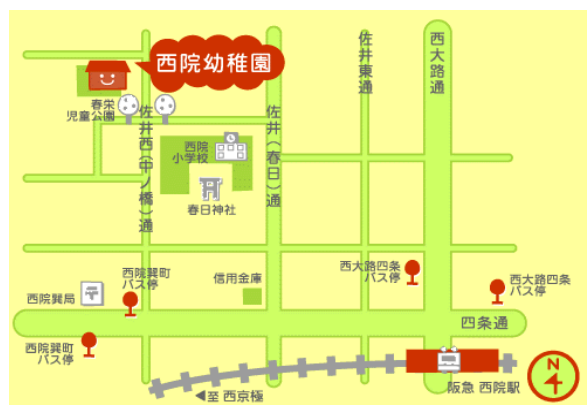 西院幼稚園
春栄
児童公園
佐井西(中ノ橋)通
佐井(春日)通
佐井東通
西大路通
西院
小学校
春日神社
西院巽町
バス停
信用金庫
西大路四条
バス停
西大路四条
バス停
西院巽局
〒
四条通
西院巽町
バス停
◀至 西京極
阪急 西院駅
N